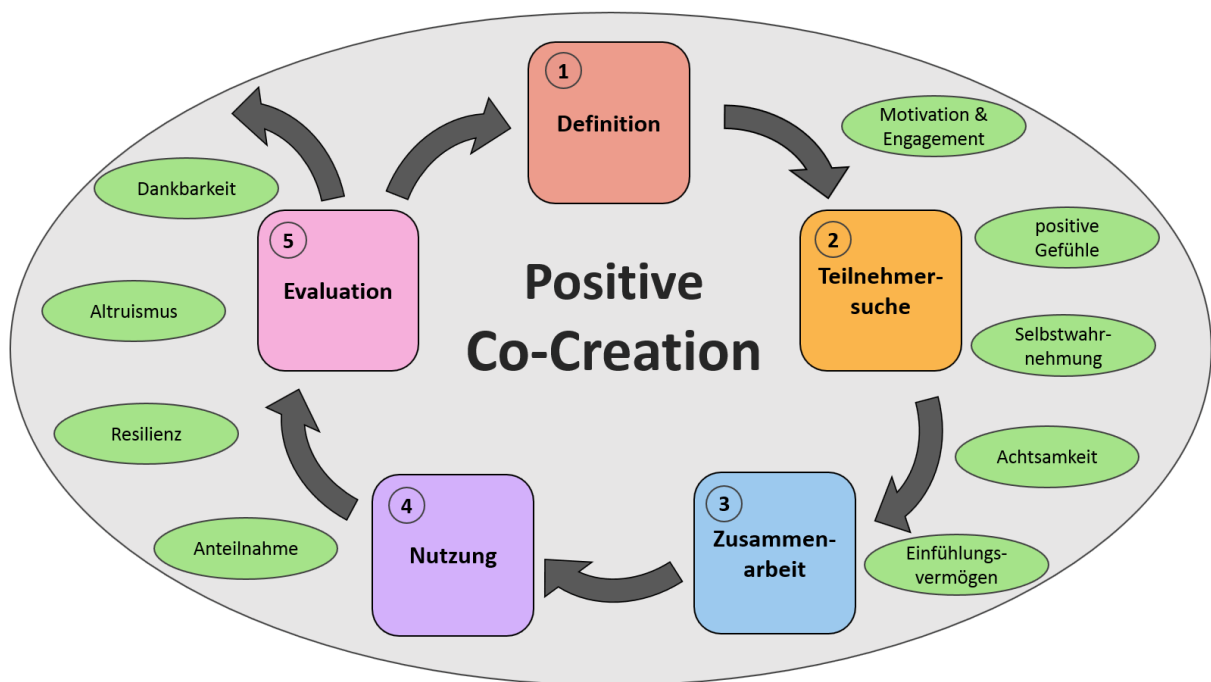 1
Definition
Motivation &
Engagement
2
Teilnehmer-
suche
positive
Gefühle
Selbstwahr-
nehmung
Achtsamkeit
3
Zusammen-
arbeit
Einfühlungs-
vermögen
4
Nutzung
Anteilnahme
Resilienz
Altruismus
5
Evaluation
Dankbarkeit
Positive
Co-Creation